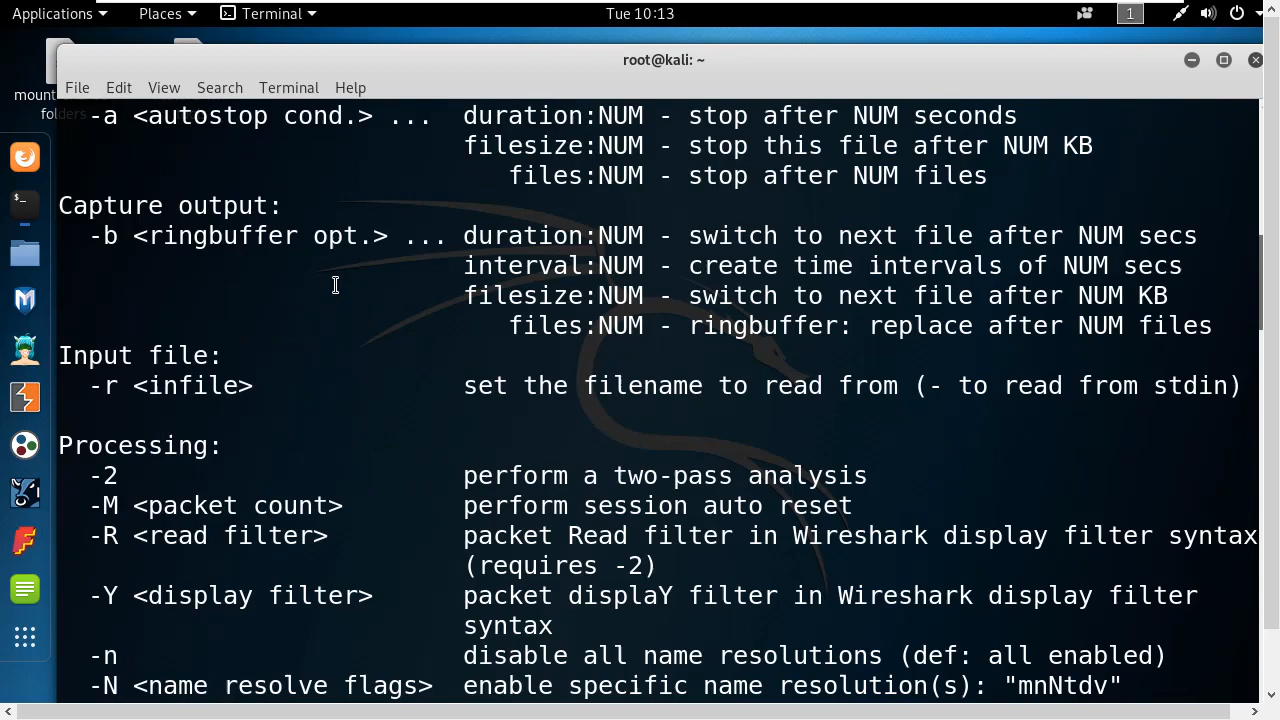 Applications Places Terminal Tue 10:13 1
root@kali: ~
File Edit View Search Terminal Help
mount
folders
-a <autostop cond.> ... duration:NUM - stop after NUM seconds
filesize:NUM - stop this file after NUM KB
files:NUM - stop after NUM files
Capture output:
-b <ringbuffer opt.> ... duration:NUM - switch to next file after NUM secs
interval:NUM - create time intervals of NUM secs
filesize:NUM - switch to next file after NUM KB
files:NUM - ringbuffer: replace after NUM files
Input file:
-r <infile> set the filename to read from (- to read from stdin)
Processing:
-2 perform a two-pass analysis
-M <packet count> perform session auto reset
-R <read filter> packet Read filter in Wireshark display filter syntax
(requires -2)
-Y <display filter> packet displaY filter in Wireshark display filter
syntax
-n disable all name resolutions (def: all enabled)
-N <name resolve flags> enable specific name resolution(s): "mnNtdv"